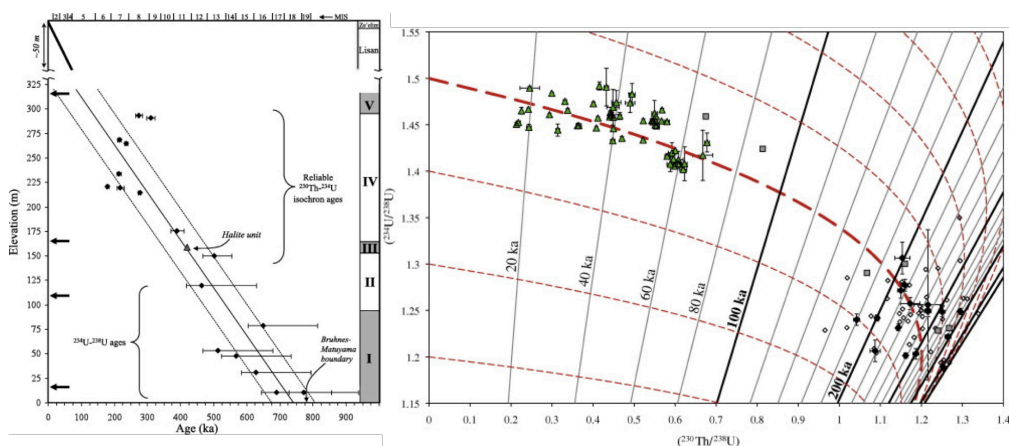 2 3 4 5 6 7 8 9 10 11 12 13 14 15 16 17 18 19 ← MIS
Ze'elim
Lisan
~50 m
V
IV
III
II
I
Elevation (m)
325
300
275
250
225
200
175
150
125
100
75
50
25
0
Reliable
²³⁰Th-²³⁴U
isochron ages
Halite unit
²³⁴U-²³⁸U ages
Bruhnes-
Matuyama
boundary
0 100 200 300 400 500 600 700 800 900
Age (ka)
(²³⁴U/²³⁸U)
1.55
1.5
1.45
1.4
1.35
1.3
1.25
1.2
1.15
20 ka
40 ka
60 ka
80 ka
100 ka
200 ka
0 0.1 0.2 0.3 0.4 0.5 0.6 0.7 0.8 0.9 1 1.1 1.2 1.3 1.4
(²³⁰Th/²³⁸U)